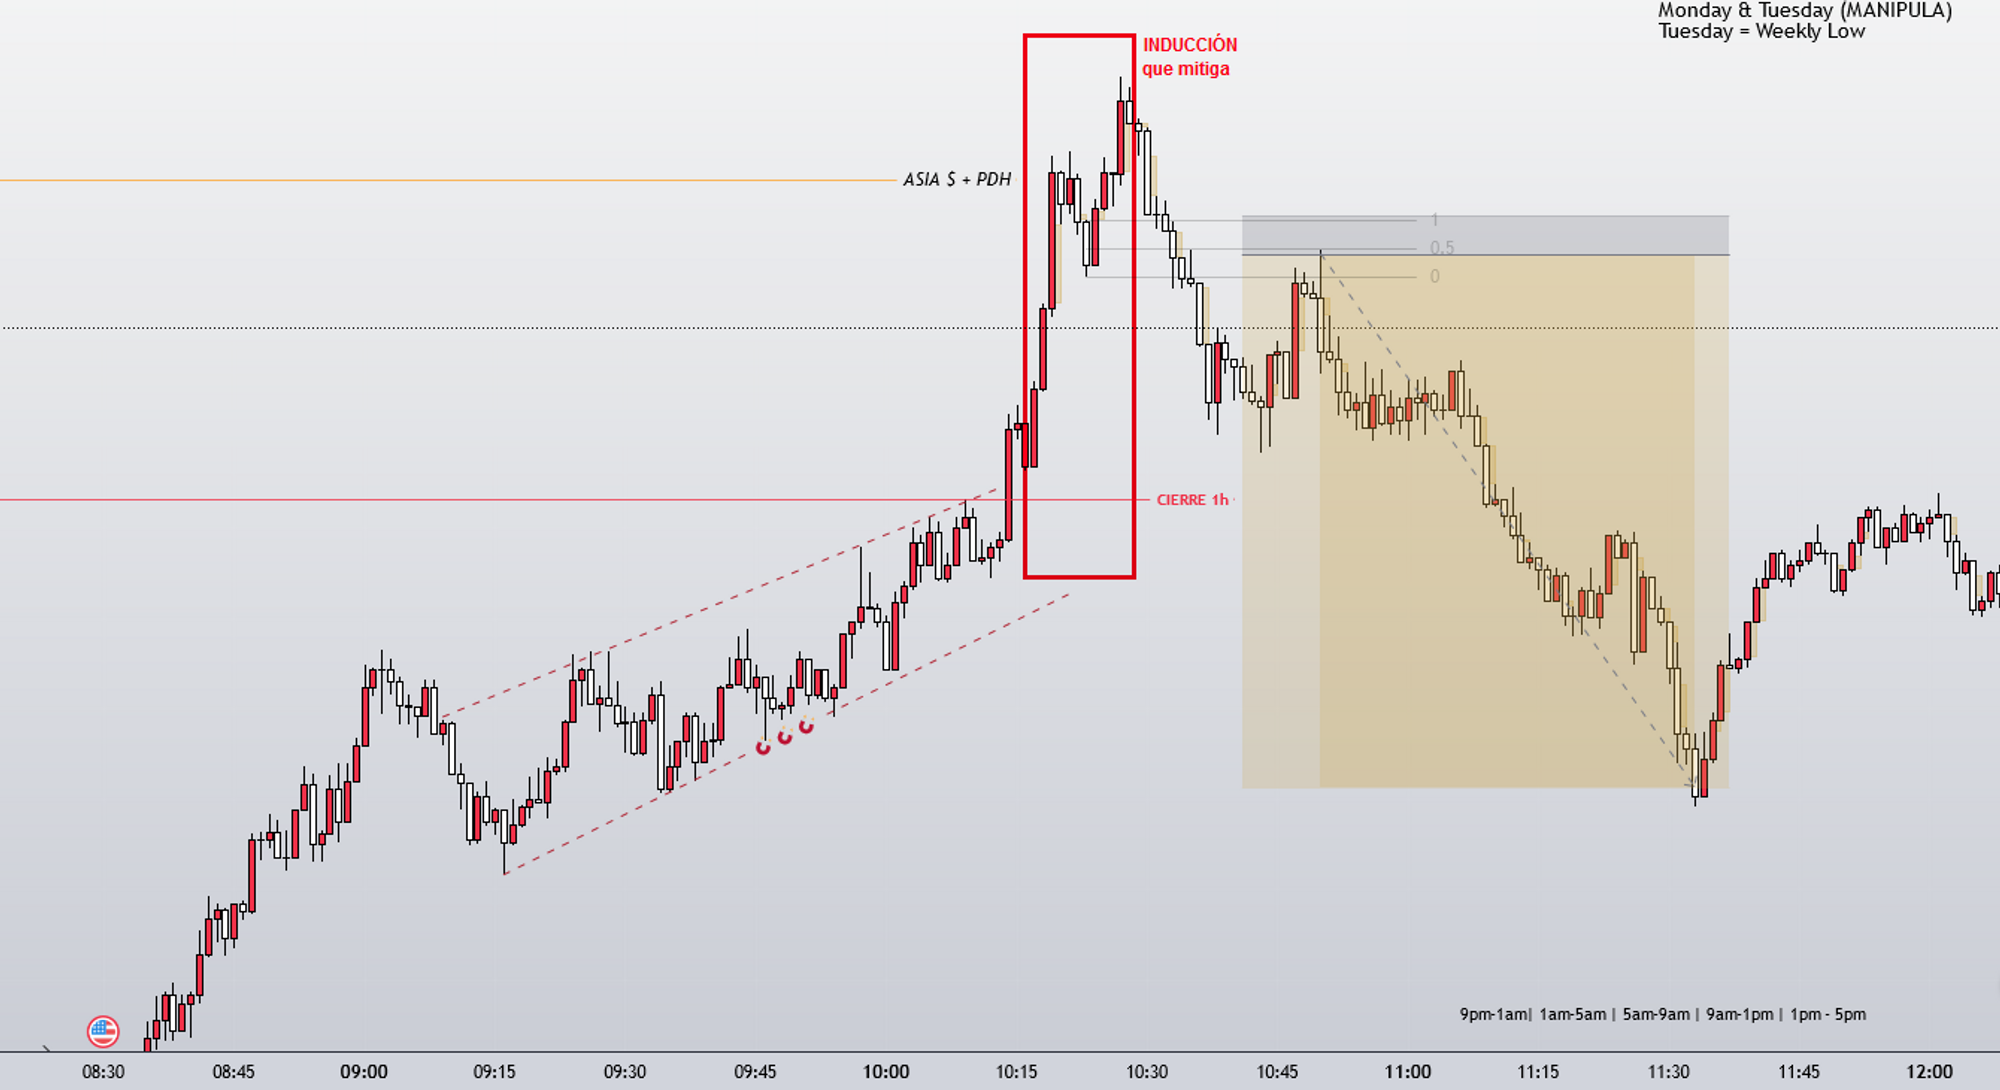 Monday & Tuesday (MANIPULA)
Tuesday = Weekly Low
INDUCCIÓN
que mitiga
ASIA $ + PDH
1
0.5
0
CIERRE 1h
9pm-1am| 1am-5am | 5am-9am | 9am-1pm | 1pm - 5pm
08:30 08:45 09:00 09:15 09:30 09:45 10:00 10:15 10:30 10:45 11:00 11:15 11:30 11:45 12:00